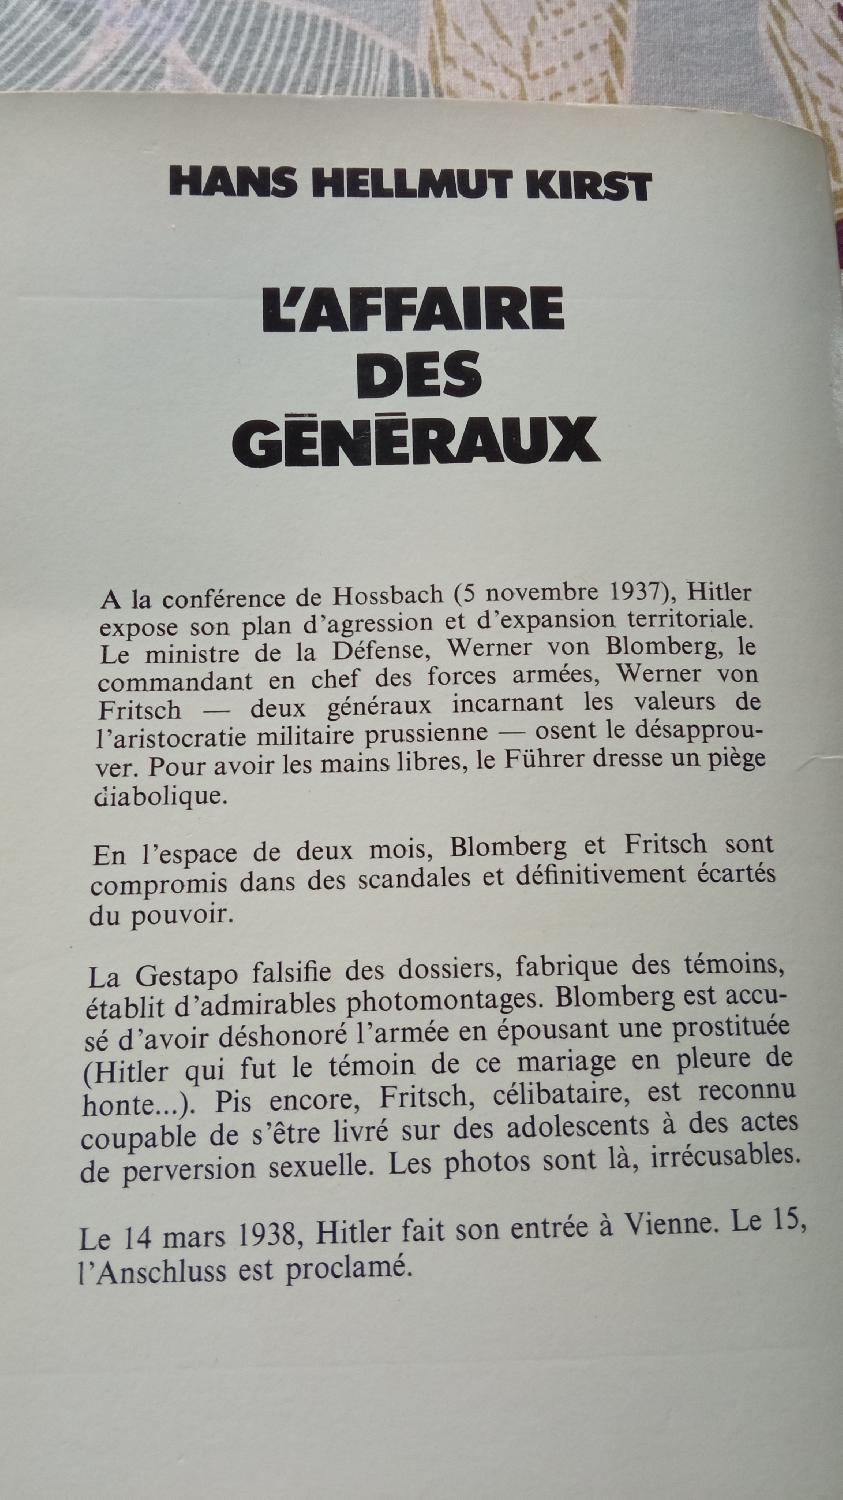 HANS HELLMUT KIRST
L'AFFAIRE
DES
GÉNÉRAUX
A la conférence de Hossbach (5 novembre 1937), Hitler
expose son plan d'agression et d'expansion territoriale.
Le ministre de la Défense, Werner von Blomberg, le
commandant en chef des forces armées, Werner von
Fritsch — deux généraux incarnant les valeurs de
l'aristocratie militaire prussienne — osent le désapprou-
ver. Pour avoir les mains libres, le Führer dresse un piège
diabolique.
En l'espace de deux mois, Blomberg et Fritsch sont
compromis dans des scandales et définitivement écartés
du pouvoir.
La Gestapo falsifie des dossiers, fabrique des témoins,
établit d'admirables photomontages. Blomberg est accu-
sé d'avoir déshonoré l'armée en épousant une prostituée
(Hitler qui fut le témoin de ce mariage en pleure de
honte...). Pis encore, Fritsch, célibataire, est reconnu
coupable de s'être livré sur des adolescents à des actes
de perversion sexuelle. Les photos sont là, irrécusables.
Le 14 mars 1938, Hitler fait son entrée à Vienne. Le 15,
l'Anschluss est proclamé.